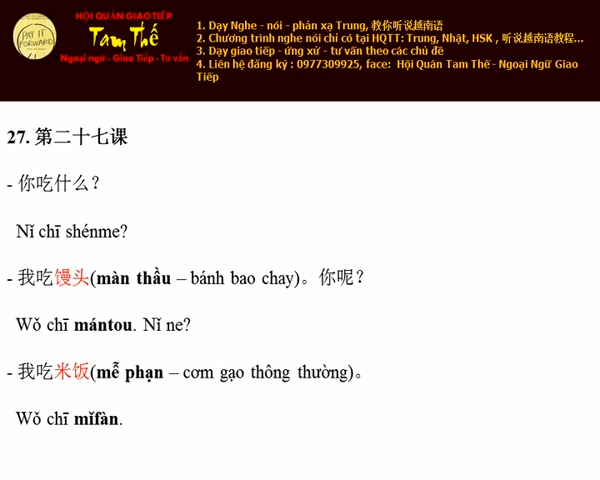 PAY IT
FORWARD
HỘI QUÁN GIAO TIẾP
Tam Thế
Ngoại ngữ - Giao Tiếp - Tư vấn
1. Dạy Nghe - nói - phản xạ Trung, 教你听说越南语
2. Chương trình nghe nói chỉ có tại HQTT: Trung, Nhật, HSK , 听说越南语教程...
3. Dạy giao tiếp - ứng xử - tư vấn theo các chủ đề
4. Liên hệ đăng ký : 0977309925, face: Hội Quán Tam Thế - Ngoại Ngữ Giao
Tiếp
27. 第二十七课
- 你吃什么？
Nǐ chī shénme?
- 我吃馒头(màn thầu – bánh bao chay)。你呢？
Wǒ chī mántou. Nǐ ne?
- 我吃米饭(mễ phạn – cơm gạo thông thường)。
Wǒ chī mǐfàn.